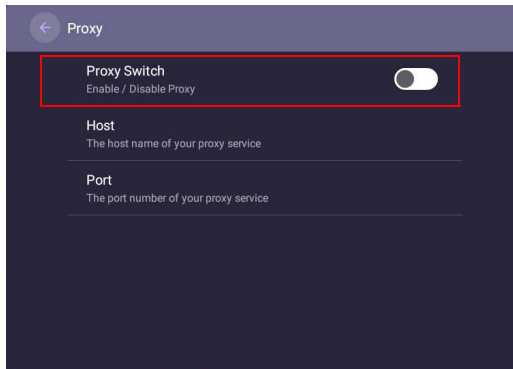 Proxy
Proxy Switch
Enable / Disable Proxy
Host
The host name of your proxy service
Port
The port number of your proxy service